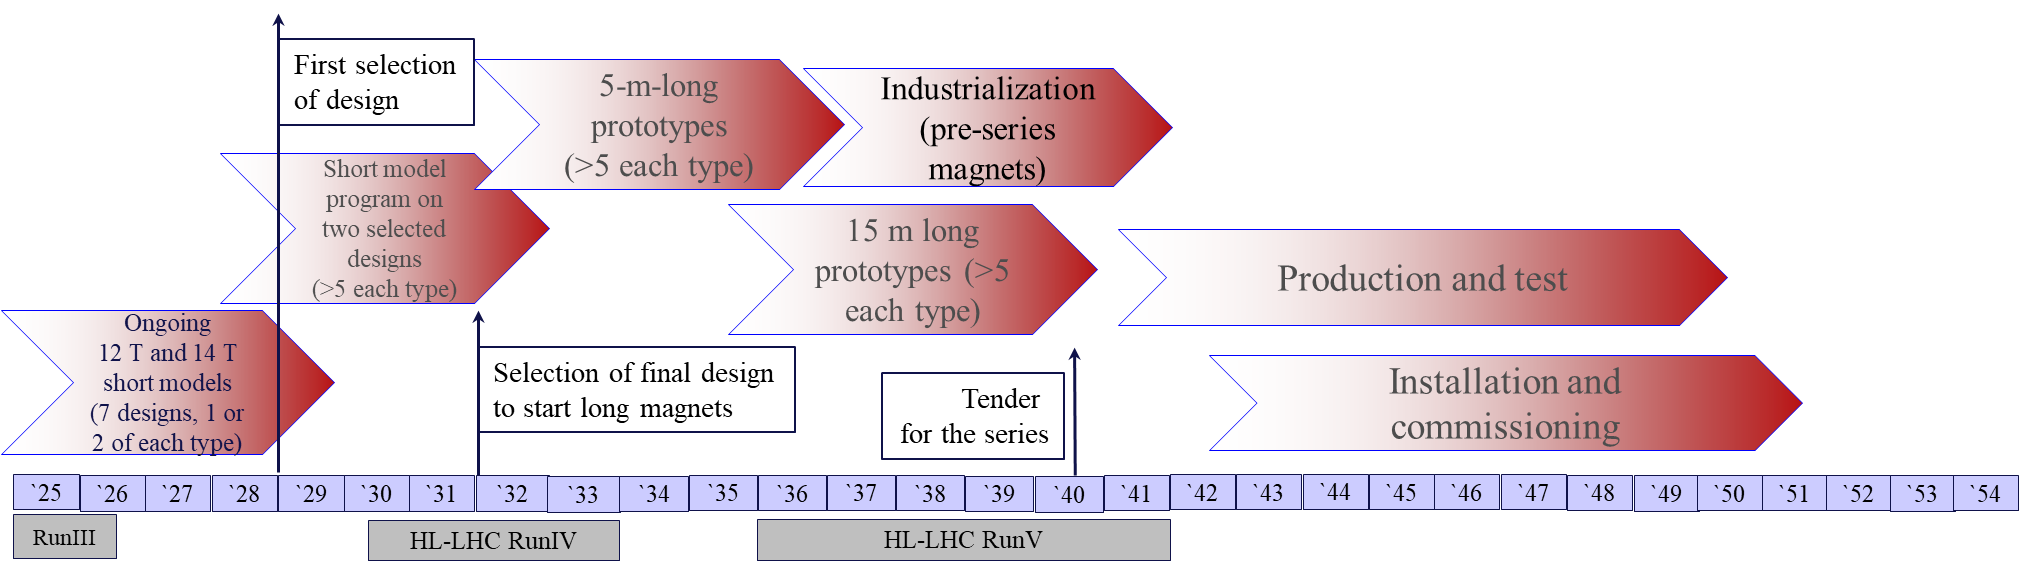 First selection
of design
5-m-long
prototypes
(>5 each type)
Industrialization
(pre-series
magnets)
Short model
program on
two selected
designs
(>5 each type)
15 m long
prototypes (>5
each type)
Production and test
Ongoing
12 T and 14 T
short models
(7 designs, 1 or
2 of each type)
Selection of final design
to start long magnets
Tender
for the series
Installation and
commissioning
`25 `26 `27 `28 `29 `30 `31 `32 `33 `34 `35 `36 `37 `38 `39 `40 `41 `42 `43 `44 `45 `46 `47 `48 `49 `50 `51 `52 `53 `54
RunIII
HL-LHC RunIV
HL-LHC RunV